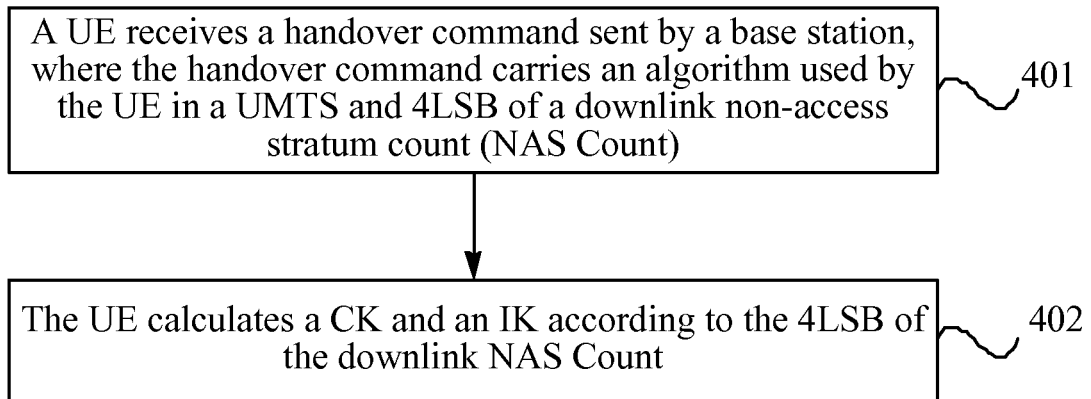 A UE receives a handover command sent by a base station,
where the handover command carries an algorithm used by
the UE in a UMTS and 4LSB of a downlink non-access
stratum count (NAS Count)
401
The UE calculates a CK and an IK according to the 4LSB of
the downlink NAS Count
402